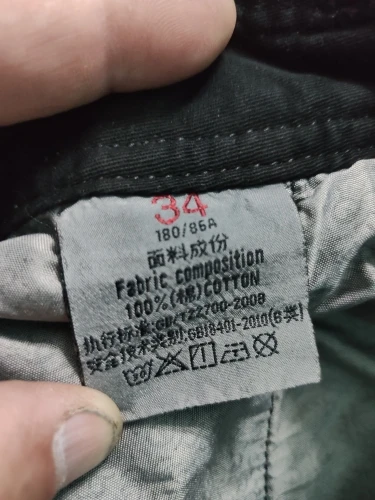 34
180/86A
面料成份
Fabric composition
100%(棉)COTTON
执行标准:GB/T22700-2008
安全技术类别:GB18401-2010(B类)